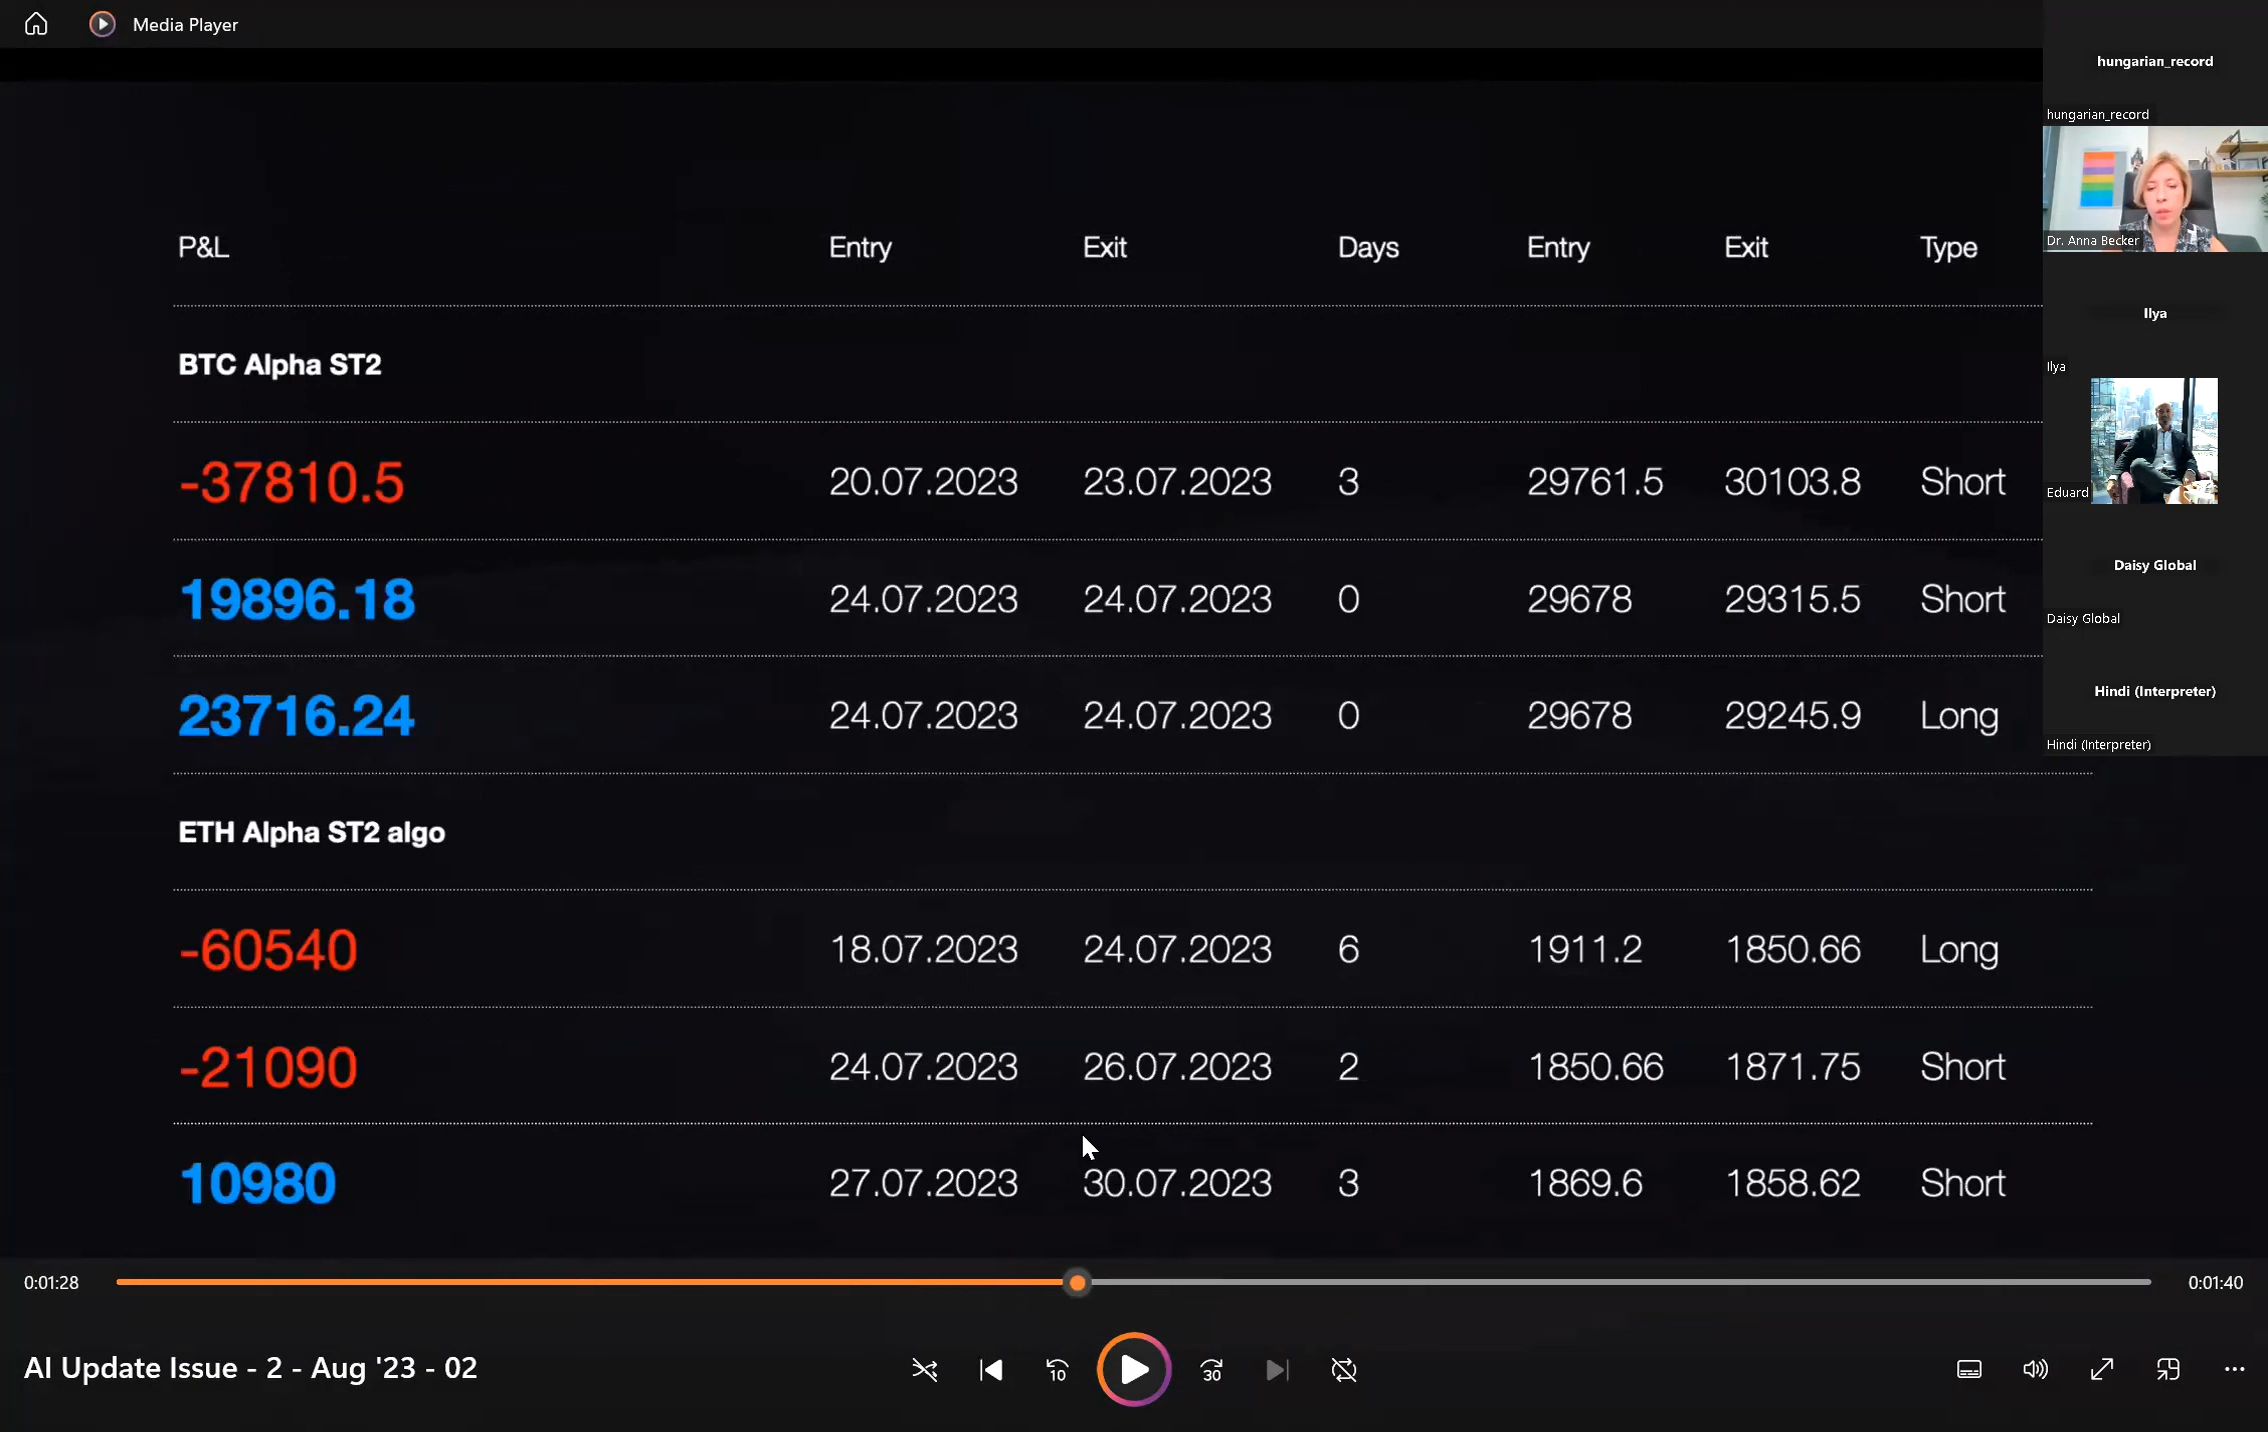 Media Player
hungarian_record
hungarian_record
Dr. Anna Becker
Ilya
Ilya
Eduard
Daisy Global
Daisy Global
Hindi (Interpreter)
Hindi (Interpreter)
P&L Entry Exit Days Entry Exit Type
BTC Alpha ST2
-37810.5 20.07.2023 23.07.2023 3 29761.5 30103.8 Short
19896.18 24.07.2023 24.07.2023 0 29678 29315.5 Short
23716.24 24.07.2023 24.07.2023 0 29678 29245.9 Long
ETH Alpha ST2 algo
-60540 18.07.2023 24.07.2023 6 1911.2 1850.66 Long
-21090 24.07.2023 26.07.2023 2 1850.66 1871.75 Short
10980 27.07.2023 30.07.2023 3 1869.6 1858.62 Short
0:01:28 0:01:40
AI Update Issue - 2 - Aug '23 - 02
10 30